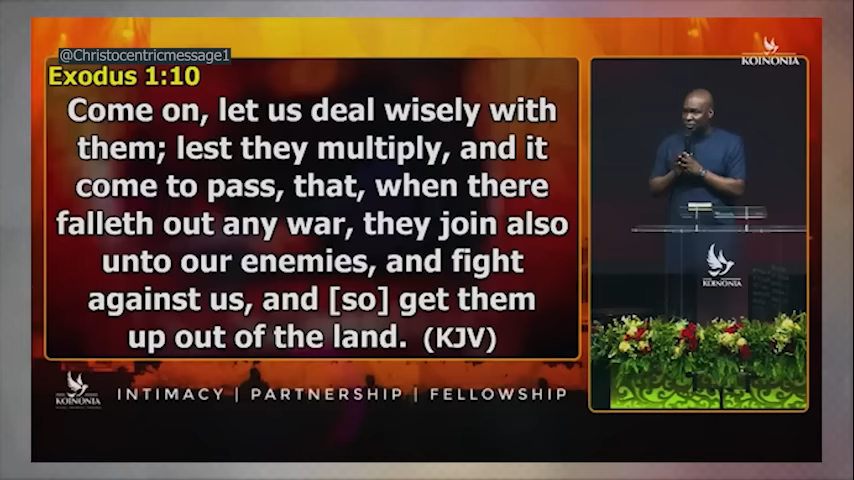 @Christocentricmessage1
KOINONIA
Exodus 1:10
Come on, let us deal wisely with
them; lest they multiply, and it
come to pass, that, when there
falleth out any war, they join also
unto our enemies, and fight
against us, and [so] get them
up out of the land. (KJV)
KOINONIA
KOINONIA
INTIMACY | PARTNERSHIP | FELLOWSHIP